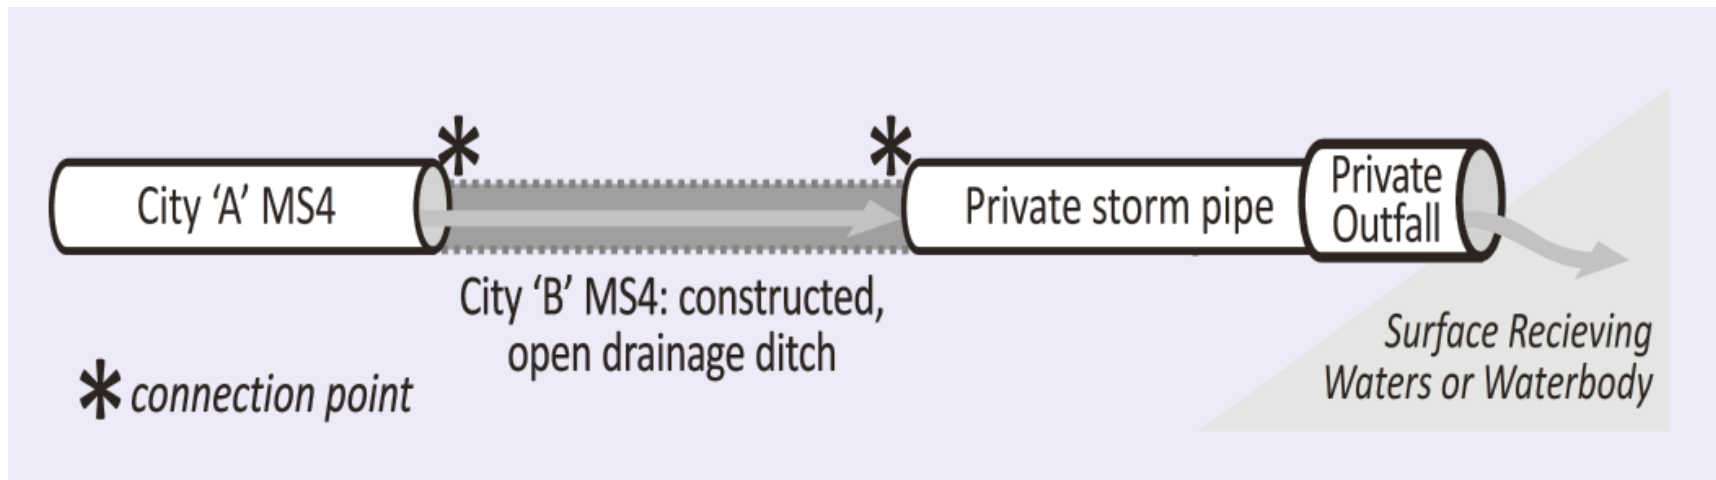 City ‘A’ MS4
Private storm pipe
Private
Outfall
City ‘B’ MS4: constructed,
open drainage ditch
* connection point
Surface Recieving
Waters or Waterbody